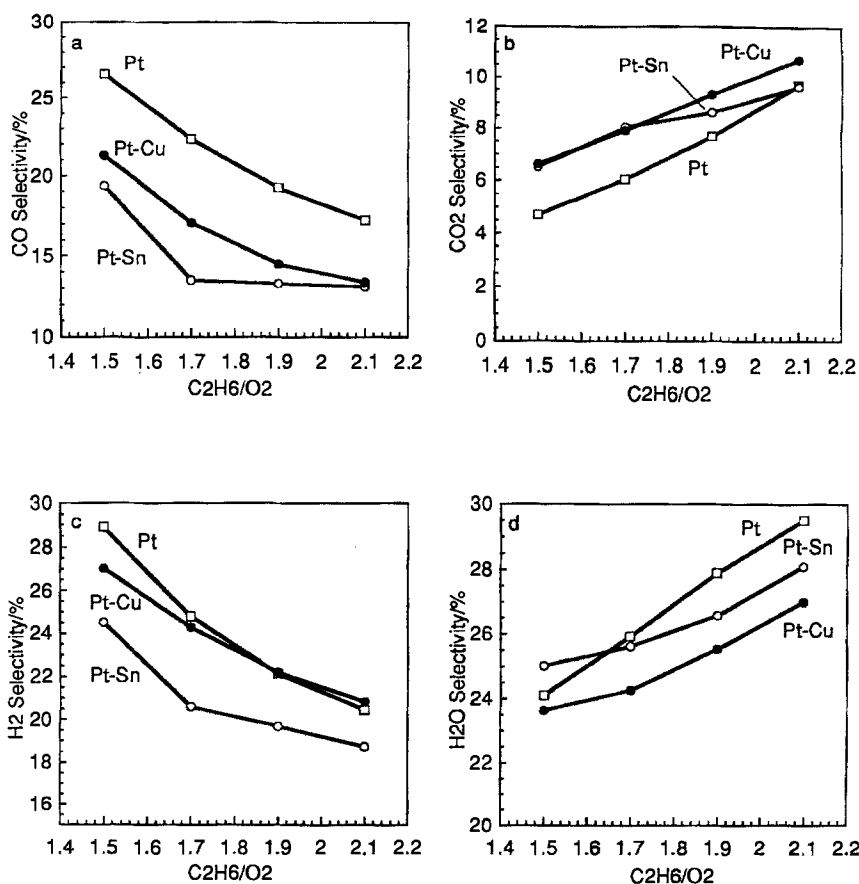 a
30
25
20
15
10
CO Selectivity/%
Pt
Pt-Cu
Pt-Sn
1.4 1.5 1.6 1.7 1.8 1.9 2 2.1 2.2
C2H6/O2
b
12
10
8
6
4
2
0
CO2 Selectivity/%
Pt-Cu
Pt-Sn
Pt
1.4 1.5 1.6 1.7 1.8 1.9 2 2.1 2.2
C2H6/O2
c
30
28
26
24
22
20
18
16
15
H2 Selectivity/%
Pt
Pt-Cu
Pt-Sn
1.4 1.5 1.6 1.7 1.8 1.9 2 2.1 2.2
C2H6/O2
d
30
28
26
24
22
20
H2O Selectivity/%
Pt
Pt-Sn
Pt-Cu
1.4 1.5 1.6 1.7 1.8 1.9 2 2.1 2.2
C2H6/O2